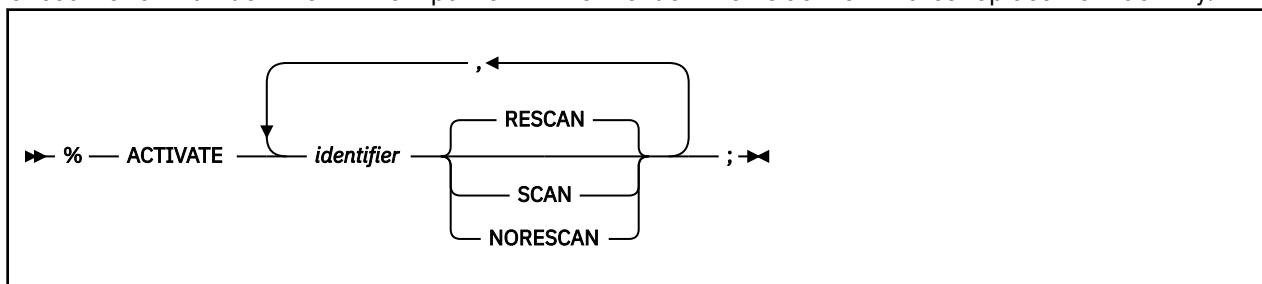 ,
RESCAN
% ACTIVATE identifier ;
SCAN
NORESCAN